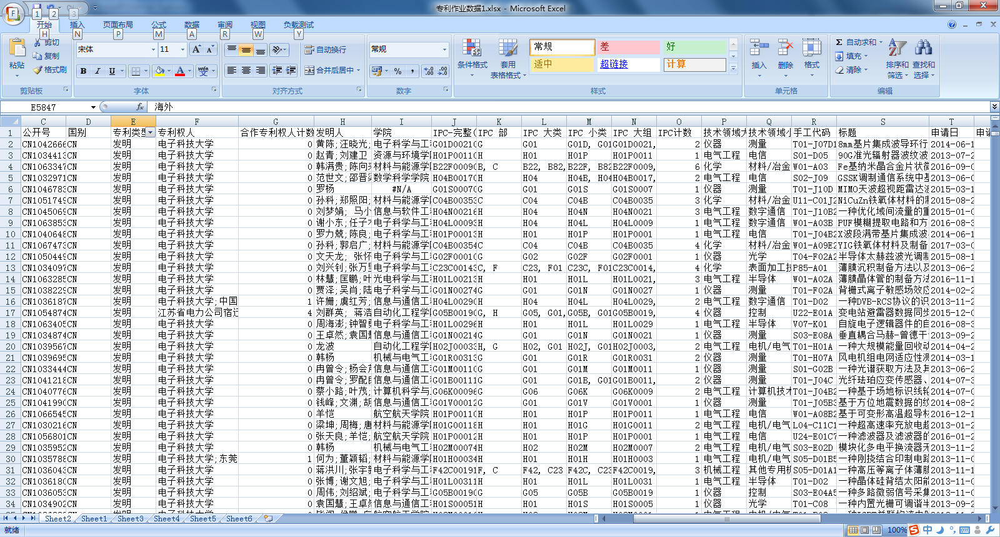 专利作业数据1.xlsx - Microsoft Excel
F 1 2 3
开始 插入 页面布局 公式 数据 审阅 视图 负载测试
H N P M A R W Y
粘贴 剪切 复制 格式刷 剪贴板
宋体 11 B I U 字体
自动换行 合并后居中 对齐方式
常规 % , 数字
条件格式 套用表格格式 常规 差 好 适中 超链接 计算 样式
插入 删除 格式 单元格
Σ 自动求和 填充 清除 排序和筛选 查找和选择 编辑
E5847 fx 海外
C D E F G H I J K L M N O P Q R S T
1 公开号 国别 专利类型 专利权人 合作专利权人计数 发明人 学院 IPC-完整( IPC 部 IPC 大类 IPC 小类 IPC 大组 IPC计数 技术领域大 技术领域小 手工代码 标题 申请日 申请
2 CN1042666 CN 发明 电子科技大学 0 黄陈;汪晓光; 电子科学与工 G01D00210 G G01 G01D, G01 G01D0021, 2 仪器 测量 T01-J07D1 8mm基片集成波导环行 2014-06-1
3 CN1034413 CN 发明 电子科技大学 0 赵青;刘建卫 资源与环境学 H01P00110 H H01 H01P H01P0011 1 电气工程 电信 S01-D05 90G准光辐射器波纹波 2013-07-2
4 CN1063347 CN 发明 电子科技大学 0 韩满贵;陈向来 材料与能源学 B22F00090 B, C B22, B82, B22F, B82 B22F0009, 6 化学 材料/冶金 W01-A03 Fe基纳米晶合金片状微 2016-09-0
5 CN1032971 CN 发明 电子科技大学 0 范世文;邵晋梁 数学科学学院 H04B00170 H H04 H04B, H04 H04B0017, 2 电气工程 电信 S02-J09 GSSK调制通信系统中基 2013-06-0
6 CN1046783 CN 发明 电子科技大学 0 罗杨 #N/A G01S00070 G G01 G01S G01S0007 1 仪器 测量 T01-J10D MIMO天波超视距雷达波 2015-03-1
7 CN1051749 CN 发明 电子科技大学 0 孙科;郑照阳; 材料与能源学 C04B00353 C C04 C04B C04B0035 3 化学 材料/冶金 U11-C01J2 NiCuZn铁氧体材料的制 2015-08-2
8 CN1045069 CN 发明 电子科技大学 0 刘梦娟; 马小 信息与软件工 H04N00216 H H04 H04N H04N0021 3 电气工程 数字通信 T01-J10B2 一种优化域间流量的重 2015-01-0
9 CN1063853 CN 发明 电子科技大学 0 谢小东;任子木 电子科学与工 H04L00093 H H04 H04L H04L0009 1 电气工程 数字通信 W01-A03B PUF模糊提取电路和方 2016-08-3
10 CN1040648 CN 发明 电子科技大学 0 罗力兢;陈良; 电子科学与工 H01P00013 H H01 H01P H01P0001 1 电气工程 电信 T01-J04B2 X波段满带基片集成波 2014-06-1
11 CN1067473 CN 发明 电子科技大学 0 孙科;郭启广; 材料与能源学 C04B00354 C C04 C04B C04B0035 4 化学 材料/冶金 W01-A09E2 YIG铁氧体材料及制备 2017-03-0
12 CN1050449 CN 发明 电子科技大学 0 文天龙; 张怀 电子科学与工 G02F00010 G G02 G02F G02F0001 1 仪器 光学 T04-F02A2 半导体太赫兹波光调制 2015-08-1
13 CN1034097 CN 发明 电子科技大学 0 刘兴钊;张万里 电子科学与工 C23C00143 C, F C23, F01 C23C, F01 C23C0014, 4 化学 表面加工技 P85-A01 薄膜沉积制备方法以及 2013-06-2
14 CN1063285 CN 发明 电子科技大学 0 林慧;匡鹏;叶 光电科学与工 H01L00213 H H01 H01L H01L0021, 3 电气工程 半导体 W01-A02A 薄膜晶体管的制备方法 2016-11-1
15 CN1038229 CN 发明 电子科技大学 0 贾泽;吴肖;陆 电子科学与工 G01N00274 G G01 G01N G01N0027 1 仪器 测量 T01-F02A 背栅式离子敏感场效应 2014-02-2
16 CN1036187 CN 发明 电子科技大学;中国 1 许姗;虞红芳; 信息与通信工 H04L00290 H H04 H04L H04L0029, 2 电气工程 数字通信 T01-D02 一种DVB-RCS协议的识 2013-11-2
17 CN1054874 CN 发明 江苏省电力公司宿迁 4 刘群英; 蒋浩 自动化工程学 G05B00190 G, H G05, G01, G05B, G01 G05B0019, 4 仪器 控制 U22-E01A 变电站避雷器数据同步 2015-12-0
18 CN1063405 CN 发明 电子科技大学 0 周海澎;钟智勇 电子科学与工 H01L00296 H H01 H01L H01L0029 1 电气工程 半导体 V07-K01 自旋电子逻辑器件的自 2016-08-3
19 CN1034874 CN 发明 电子科技大学 0 王卓然;袁国慧 信息与通信工 G01N00214 G G01 G01N G01N0021 1 仪器 测量 S03-E08A 垂直耦合马赫-曾德干 2013-09-2
20 CN1039567 CN 发明 电子科技大学 0 龙波 自动化工程学 H02J00033 H, G H02, G01 H02J, G01 H02J0003, 2 电气工程 电机/电气 T01-H01A 一种大规模能量回收动 2014-04-2
21 CN1039695 CN 发明 电子科技大学 0 韩杨 机械与电气工 G01R00313 G G01 G01R G01R0031 2 仪器 测量 T01-H07A 风电机组电网适应性测 2014-03-1
22 CN1033444 CN 发明 电子科技大学 0 冉曾令;杨会 信息与通信工 G01M00110 G G01 G01M G01M0011 1 仪器 测量 S01-G02B 一种光谱获取方法及其 2013-06-2
23 CN1041218 CN 发明 电子科技大学 0 冉曾令;罗配良 信息与通信工 G01B00111 G G01 G01B, G01 G01B0011, 2 仪器 测量 T01-J04C 光纤珐珀应变传感器、 2014-07-3
24 CN1040776 CN 发明 电子科技大学 0 蔡小路;叶茂; 计算机科学与 G06K00096 G G06 G06K G06K0009 2 仪器 计算机技术 T01-J04B2 一种基于场地标识线轮 2014-07-0
25 CN1041990 CN 发明 电子科技大学 0 钱峰;文渊;胡 信息与通信工 G01V00012 G G01 G01V G01V0001 1 仪器 测量 T01-J05B3 基于方位地震数据的纹 2014-08-2
26 CN1066545 CN 发明 电子科技大学 0 羊恺 航空航天学院 H01P00110 H H01 H01P H01P0011 1 电气工程 电信 W01-A08B2 基于可变形高温超导材 2016-12-1
27 CN1030216 CN 发明 电子科技大学 0 梁坤;周梅;唐 材料与能源学 H01G00118 H H01 H01G H01G0011 2 电气工程 电机/电气 L04-C11C1 一种超高速率充放电超 2013-01-2
28 CN1056801 CN 发明 电子科技大学 0 张天良;羊恺; 航空航天学院 H01P00012 H H01 H01P H01P0001 1 电气工程 电信 U24-E01C7 一种滤波器及滤波器的 2016-01-2
29 CN1035952 CN 发明 电子科技大学 0 韩杨 机械与电气工 H02M00074 H H02 H02M H02M0007 2 电气工程 电机/电气 S03-E02D 模块化多电平换流器无 2013-11-2
30 CN1035788 CN 发明 电子科技大学;东莞 1 何为;董颖韬; 材料与能源学 H01H00034 H H01 H01H H01H0003 1 电气工程 电机/电气 S05-D01B5 一种刚挠结合印制电路 2013-11-0
31 CN1036043 CN 发明 电子科技大学 0 蒋洪川;张宇新 电子科学与工 F42C00191 F, C F42, C23 F42C, C23 F42C0019, 3 机械工程 其他专用机 S05-D01A1 一种高压等离子体薄膜 2013-11-1
32 CN1036180 CN 发明 电子科技大学 0 张博;谢文旭; 电子科学与工 H01L00311 H H01 H01L H01L0031 1 电气工程 半导体 T01-D02 一种晶体硅背结太阳能 2013-11-0
33 CN1036053 CN 发明 电子科技大学 0 周伟;刘绍斌; 电子科学与工 G05B00190 G G05 G05B G05B0019 1 仪器 控制 S03-E04A5 一种多路微弱信号采集 2013-11-2
34 CN1034902 CN 发明 电子科技大学 0 袁国慧;王卓然 信息与通信工 H01S00051 H H01 H01S H01S0005 1 仪器 光学 T01-C08 一种内置光栅可调谐半 2013-09-2
Sheet2 Sheet1 Sheet3 Sheet4 Sheet5 Sheet6
就绪 100% 中